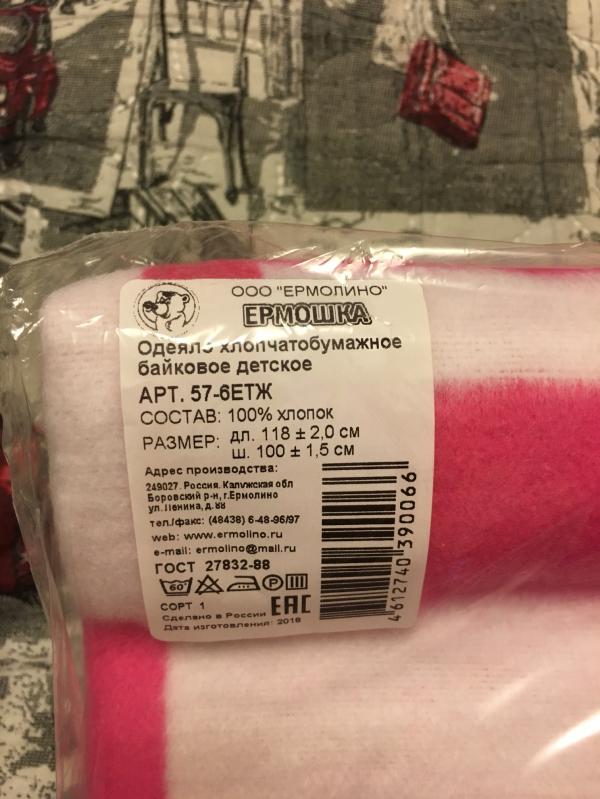 ООО "ЕРМОЛИНО"
ЕРМОШКА
Одеяло хлопчатобумажное
байковое детское
АРТ. 57-6ЕТЖ
СОСТАВ: 100% хлопок
РАЗМЕР: дл. 118 ± 2,0 см
ш. 100 ± 1,5 см
Адрес производства:
249027. Россия. Калужская обл
Боровский р-н, г.Ермолино
ул.Ленина, д.88
тел./факс: (48438) 6-48-96/97
web: www.ermolino.ru
e-mail: ermolino@mail.ru
ГОСТ 27832-88
60°
P
СОРТ 1
ЕАС
Сделано в России
Дата изготовления: 2018
4 612740 390066